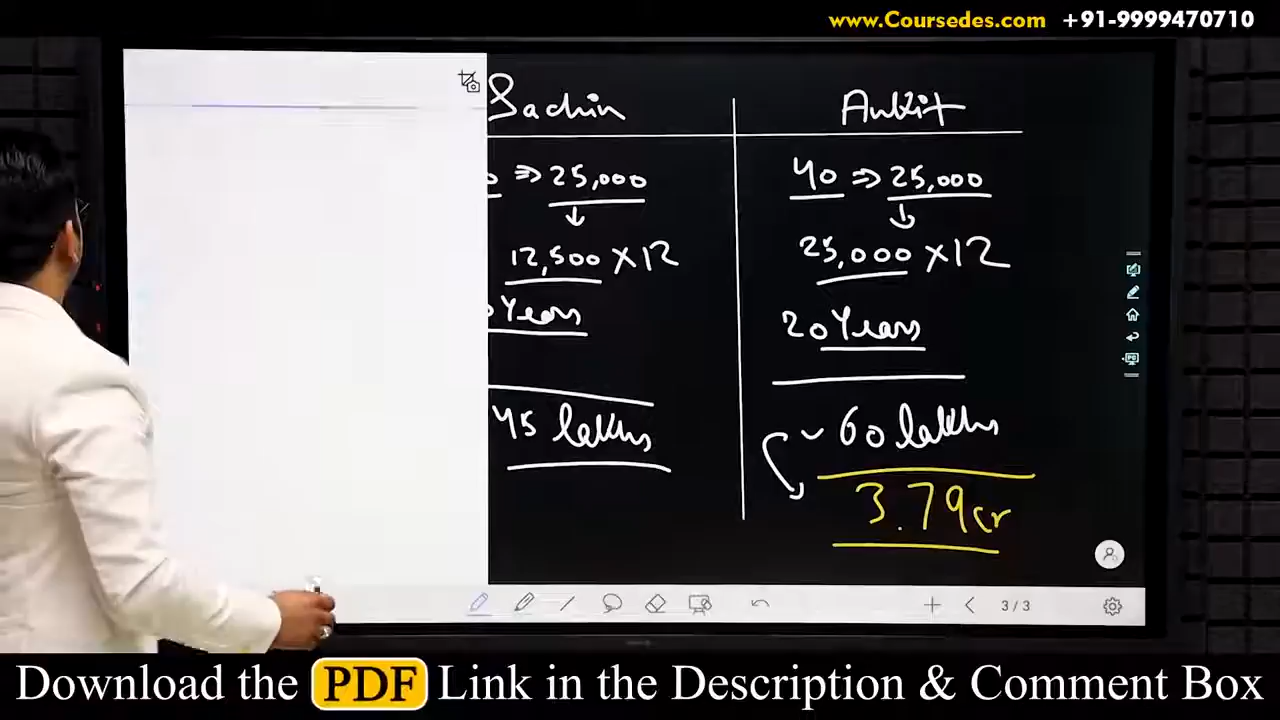 www.Coursedes.com +91-9999470710
Sachin
Ankit
⇒ 25,000
40 ⇒ 25,000
12,500 × 12
25,000 × 12
Years
20 Years
45 lakhs
~ 60 lakhs
3.79 cr
3 / 3
Download the PDF Link in the Description & Comment Box